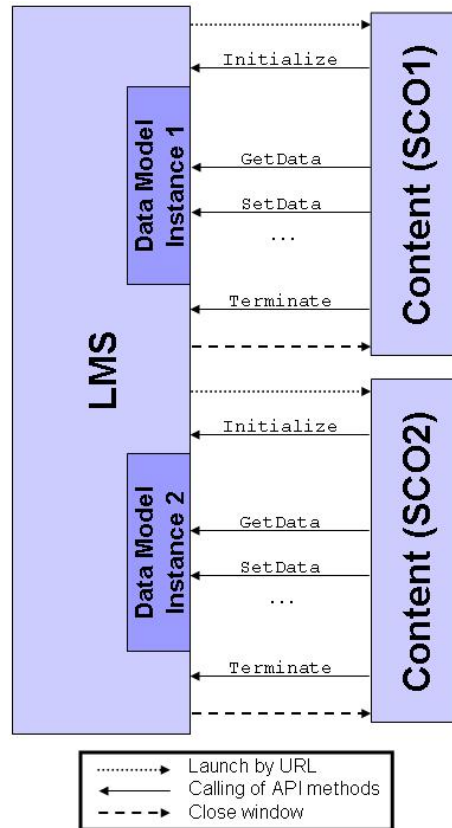 LMS
Initialize
Data Model
Instance 1
GetData
SetData
...
Terminate
Content (SCO1)
Initialize
Data Model
Instance 2
GetData
SetData
...
Terminate
Content (SCO2)
Launch by URL
Calling of API methods
Close window